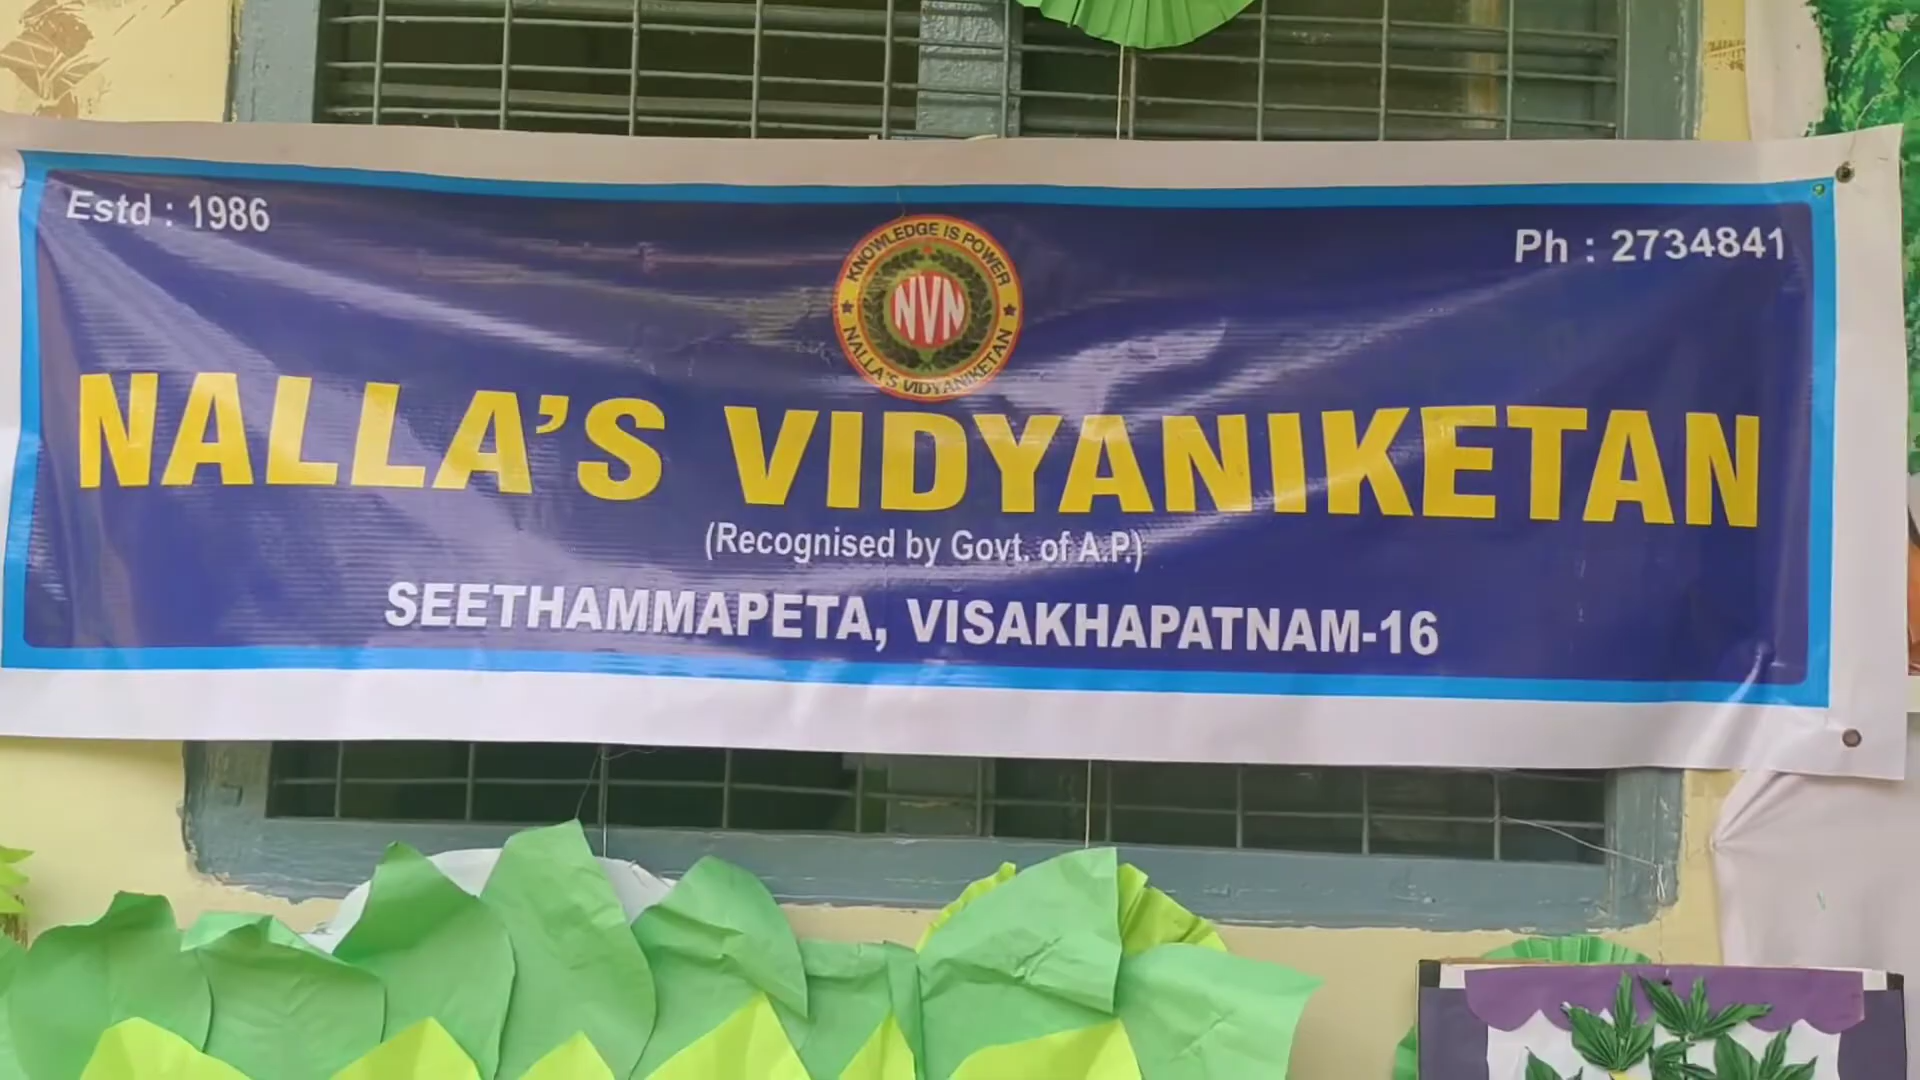 Estd : 1986
Ph : 2734841
KNOWLEDGE IS POWER
NVN
NALLA'S VIDYANIKETAN
NALLA'S VIDYANIKETAN
(Recognised by Govt. of A.P.)
SEETHAMMAPETA, VISAKHAPATNAM-16